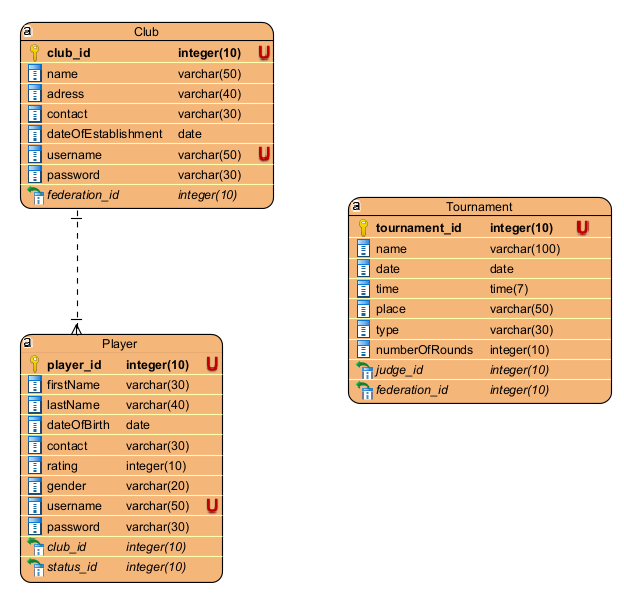 a Club
club_id integer(10) U
name varchar(50)
adress varchar(40)
contact varchar(30)
dateOfEstablishment date
username varchar(50) U
password varchar(30)
federation_id integer(10)
a Tournament
tournament_id integer(10) U
name varchar(100)
date date
time time(7)
place varchar(50)
type varchar(30)
numberOfRounds integer(10)
judge_id integer(10)
federation_id integer(10)
a Player
player_id integer(10) U
firstName varchar(30)
lastName varchar(40)
dateOfBirth date
contact varchar(30)
rating integer(10)
gender varchar(20)
username varchar(50) U
password varchar(30)
club_id integer(10)
status_id integer(10)